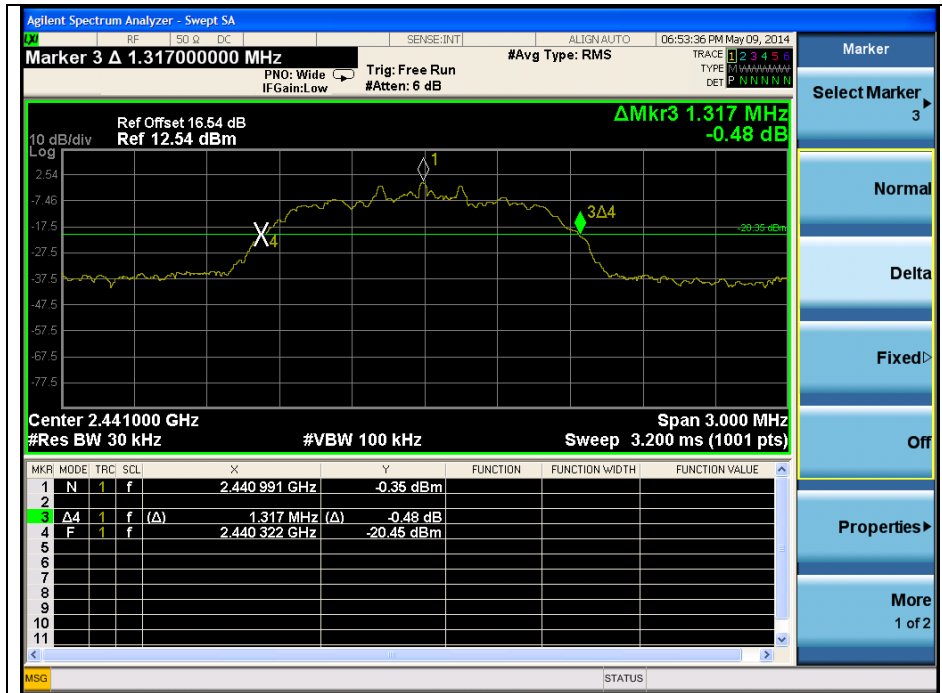 Agilent Spectrum Analyzer - Swept SA
LXI RF 50 Ω DC SENSE:INT ALIGN AUTO 06:53:36 PM May 09, 2014
Marker 3 Δ 1.317000000 MHz
PNO: Wide
IFGain:Low
Trig: Free Run
#Atten: 6 dB
#Avg Type: RMS
TRACE 1 2 3 4 5 6
TYPE MWWWWW
DET P N N N N N
ΔMkr3 1.317 MHz
-0.48 dB
Ref Offset 16.54 dB
10 dB/div Ref 12.54 dBm
Log
2.54
-7.46
-17.5
-27.5
-37.5
-47.5
-57.5
-67.5
-77.5
1
3Δ4
4
-20.35 dBm
Center 2.441000 GHz Span 3.000 MHz
#Res BW 30 kHz #VBW 100 kHz Sweep 3.200 ms (1001 pts)
MKR MODE TRC SCL X Y FUNCTION FUNCTION WIDTH FUNCTION VALUE
1 N 1 f 2.440 991 GHz -0.35 dBm
2
3 Δ4 1 f (Δ) 1.317 MHz (Δ) -0.48 dB
4 F 1 f 2.440 322 GHz -20.45 dBm
5
6
7
8
9
10
11
MSG STATUS
Marker
Select Marker
3
Normal
Delta
Fixed
Off
Properties
More
1 of 2